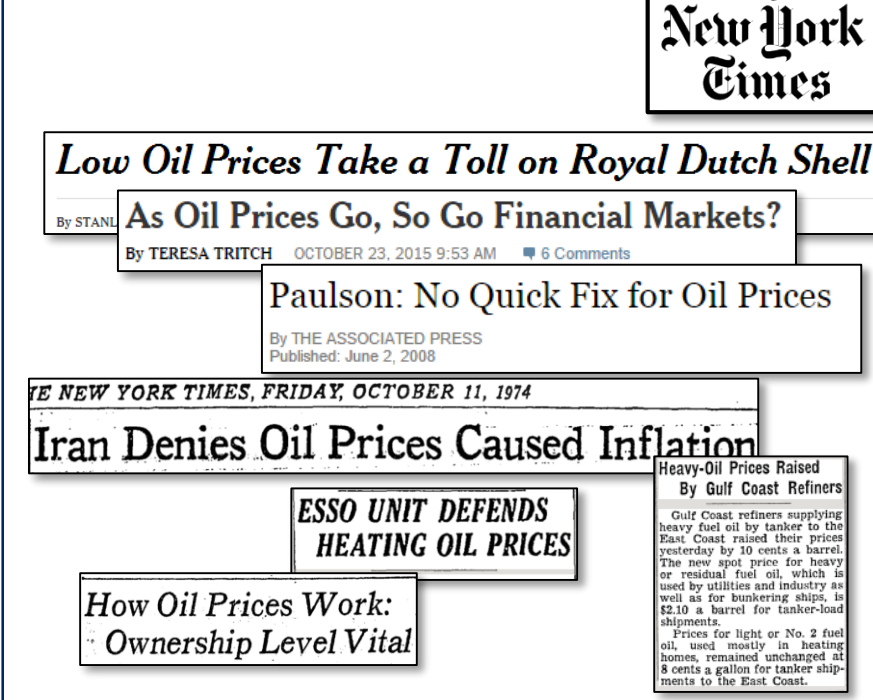 New York
Times
Low Oil Prices Take a Toll on Royal Dutch Shell
By STANL
As Oil Prices Go, So Go Financial Markets?
By TERESA TRITCH OCTOBER 23, 2015 9:53 AM 6 Comments
Paulson: No Quick Fix for Oil Prices
By THE ASSOCIATED PRESS
Published: June 2, 2008
E NEW YORK TIMES, FRIDAY, OCTOBER 11, 1974
Iran Denies Oil Prices Caused Inflation
ESSO UNIT DEFENDS
HEATING OIL PRICES
How Oil Prices Work:
Ownership Level Vital
Heavy-Oil Prices Raised
By Gulf Coast Refiners
Gulf Coast refiners supplying
heavy fuel oil by tanker to the
East Coast raised their prices
yesterday by 10 cents a barrel.
The new spot price for heavy
or residual fuel oil, which is
used by utilities and industry as
well as for bunkering ships, is
$2.10 a barrel for tanker-load
shipments.
Prices for light or No. 2 fuel
oil, used mostly in heating
homes, remained unchanged at
8 cents a gallon for tanker ship-
ments to the East Coast.